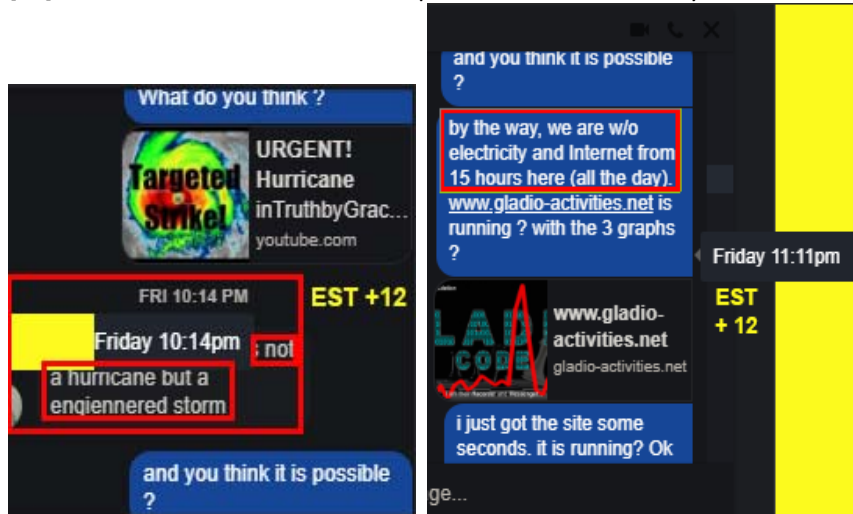 What do you think ?
Targeted
Strike!
URGENT!
Hurricane
inTruthbyGrac...
youtube.com
FRI 10:14 PM
EST +12
Friday 10:14pm
not
a hurricane but a
engiennered storm
and you think it is possible
?
and you think it is possible
?
by the way, we are w/o
electricity and Internet from
15 hours here (all the day).
www.gladio-activities.net is
running ? with the 3 graphs
?
Friday 11:11pm
EST
+ 12
CODE
www.gladio-
activities.net
gladio-activities.net
i just got the site some
seconds. it is running? Ok
ge...